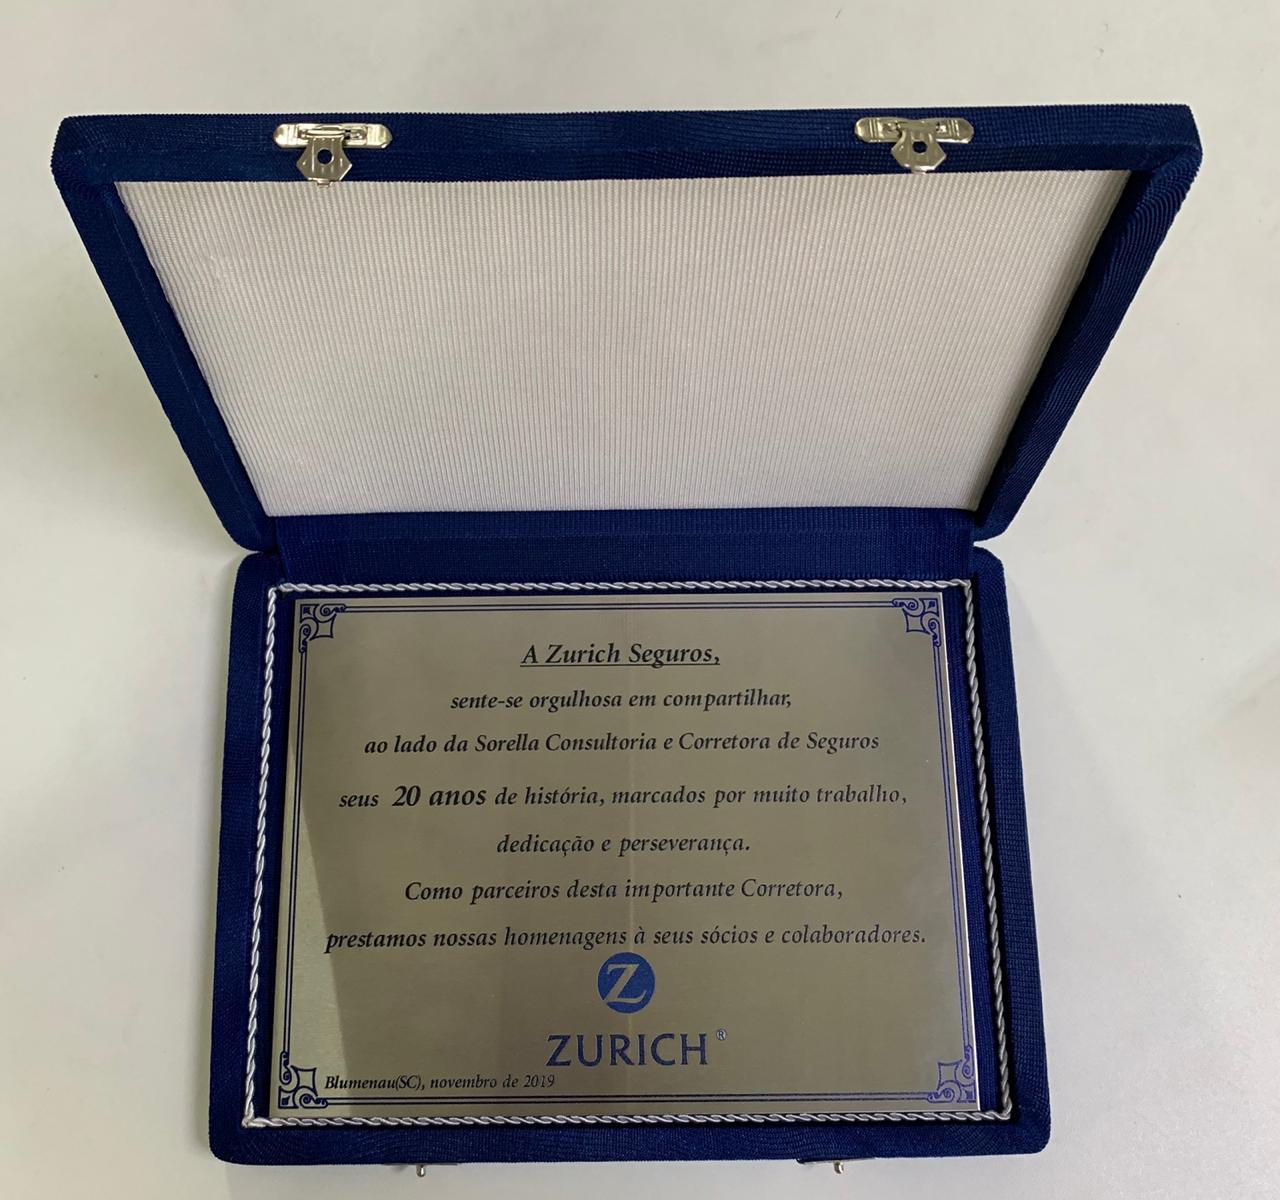 A Zurich Seguros,
sente-se orgulhosa em compartilhar,
ao lado da Sorella Consultoria e Corretora de Seguros
seus 20 anos de história, marcados por muito trabalho,
dedicação e perseverança.
Como parceiros desta importante Corretora,
prestamos nossas homenagens à seus sócios e colaboradores.
Z
ZURICH®
Blumenau(SC), novembro de 2019